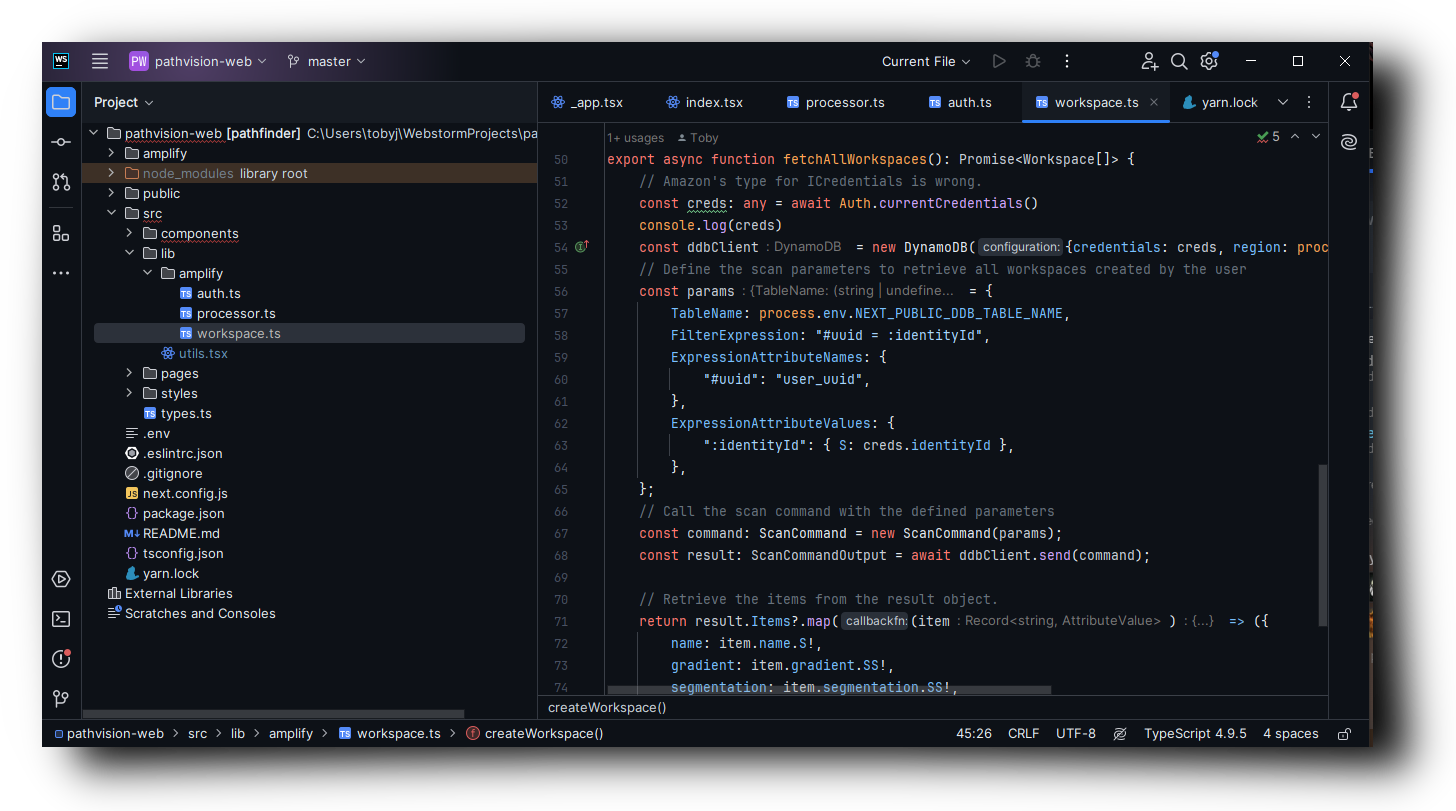 WS
PW pathvision-web
master
Current File
Project
_app.tsx
index.tsx
TS processor.ts
TS auth.ts
TS workspace.ts
yarn.lock
pathvision-web [pathfinder] C:\Users\tobyj\WebstormProjects\pa
amplify
node_modules library root
public
src
components
lib
amplify
TS auth.ts
TS processor.ts
TS workspace.ts
utils.tsx
pages
styles
TS types.ts
.env
.eslintrc.json
.gitignore
JS next.config.js
package.json
M↓ README.md
tsconfig.json
yarn.lock
External Libraries
Scratches and Consoles
1+ usages Toby
5
50 export async function fetchAllWorkspaces(): Promise<Workspace[]> {
51 // Amazon's type for ICredentials is wrong.
52 const creds: any = await Auth.currentCredentials()
53 console.log(creds)
54 const ddbClient : DynamoDB = new DynamoDB( configuration: {credentials: creds, region: proc
55 // Define the scan parameters to retrieve all workspaces created by the user
56 const params : {TableName: (string | undefine... = {
57 TableName: process.env.NEXT_PUBLIC_DDB_TABLE_NAME,
58 FilterExpression: "#uuid = :identityId",
59 ExpressionAttributeNames: {
60 "#uuid": "user_uuid",
61 },
62 ExpressionAttributeValues: {
63 ":identityId": { S: creds.identityId },
64 },
65 };
66 // Call the scan command with the defined parameters
67 const command: ScanCommand = new ScanCommand(params);
68 const result: ScanCommandOutput = await ddbClient.send(command);
69
70 // Retrieve the items from the result object.
71 return result.Items?.map( callbackfn: (item : Record<string, AttributeValue> ) : {...} => ({
72 name: item.name.S!,
73 gradient: item.gradient.SS!,
74 segmentation: item.segmentation.SS!,
createWorkspace()
pathvision-web > src > lib > amplify > TS workspace.ts > f createWorkspace()
45:26 CRLF UTF-8 TypeScript 4.9.5 4 spaces